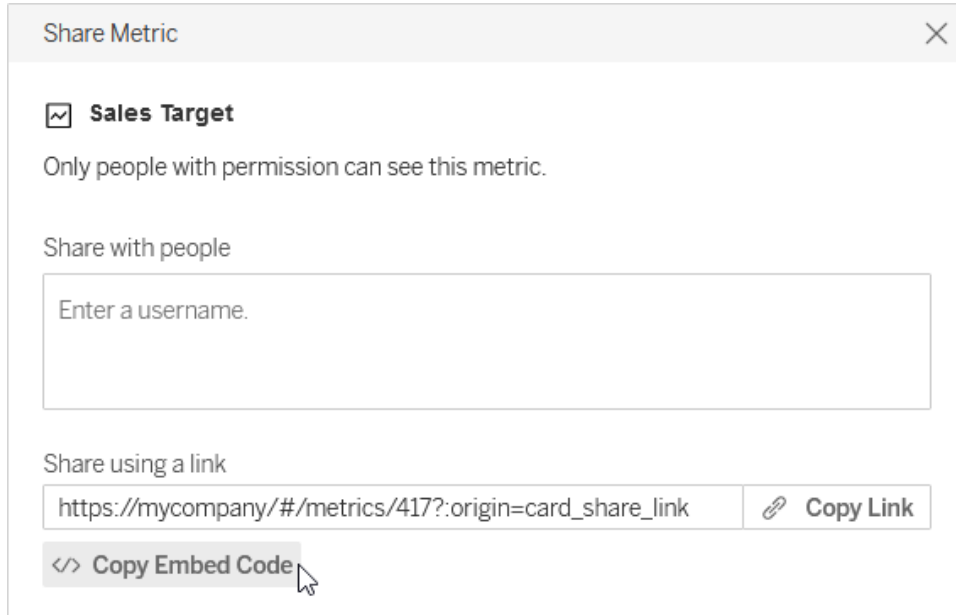 Share Metric
Sales Target
Only people with permission can see this metric.
Share with people
Enter a username.
Share using a link
https://mycompany/#/metrics/417?:origin=card_share_link
Copy Link
</> Copy Embed Code